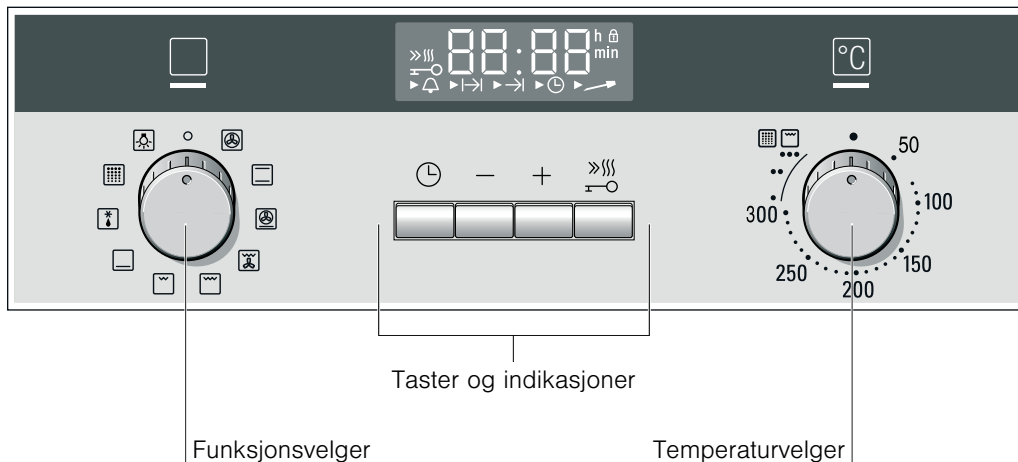 88:88 h
min
°C
50
100
150
200
250
300
Taster og indikasjoner
Funksjonsvelger
Temperaturvelger